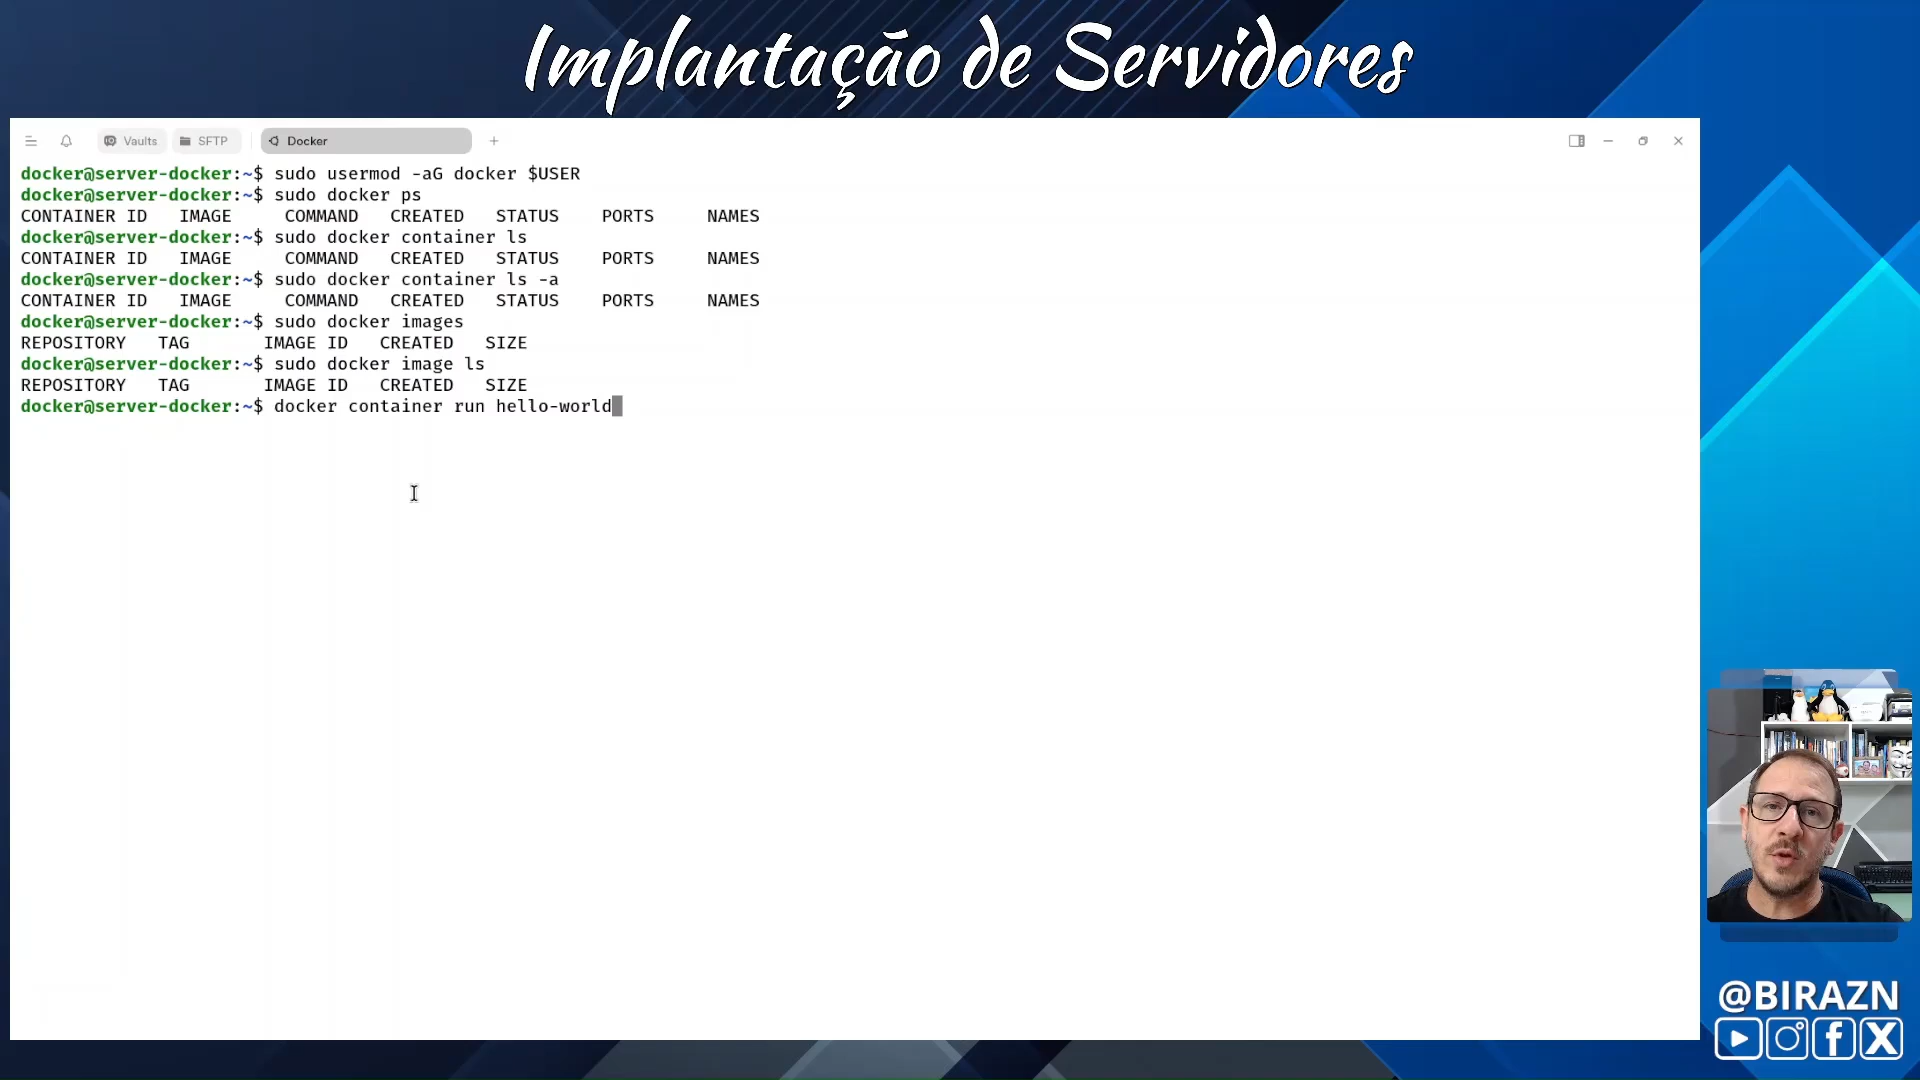 Implantação de Servidores
Vaults SFTP Docker
docker@server-docker:~$ sudo usermod -aG docker $USER
docker@server-docker:~$ sudo docker ps
CONTAINER ID IMAGE COMMAND CREATED STATUS PORTS NAMES
docker@server-docker:~$ sudo docker container ls
CONTAINER ID IMAGE COMMAND CREATED STATUS PORTS NAMES
docker@server-docker:~$ sudo docker container ls -a
CONTAINER ID IMAGE COMMAND CREATED STATUS PORTS NAMES
docker@server-docker:~$ sudo docker images
REPOSITORY TAG IMAGE ID CREATED SIZE
docker@server-docker:~$ sudo docker image ls
REPOSITORY TAG IMAGE ID CREATED SIZE
docker@server-docker:~$ docker container run hello-world
@BIRAZN